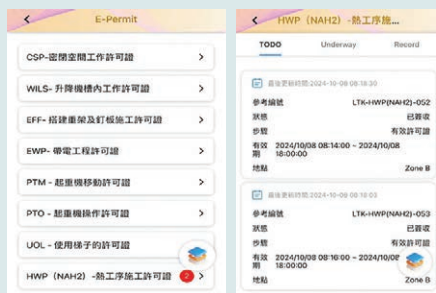 E-Permit
CSP-密閉空間工作許可證
WILS- 升降機槽內工作許可證
EFF- 搭建重架及釘板施工許可證
EWP- 帶電工程許可證
PTM - 起重機移動許可證
PTO - 起重機操作許可證
UOL - 使用梯子的許可證
HWP（NAH2）-熱工序施工許可證 2
HWP（NAH2）-熱工序施...
TODO Underway Record
最後更新時間:2024-10-08 08:18:30
參考編號 LTK-HWP(NAH2)-052
狀態 已簽收
步驟 有效許可證
有效期 2024/10/08 08:14:00 ~ 2024/10/08 18:00:00
地點 Zone B
最後更新時間:2024-10-08 08:18:03
參考編號 LTK-HWP(NAH2)-053
狀態 已簽收
步驟 有效許可證
有效期 2024/10/08 08:16:00 ~ 2024/10/08 18:00:00
地點 Zone B